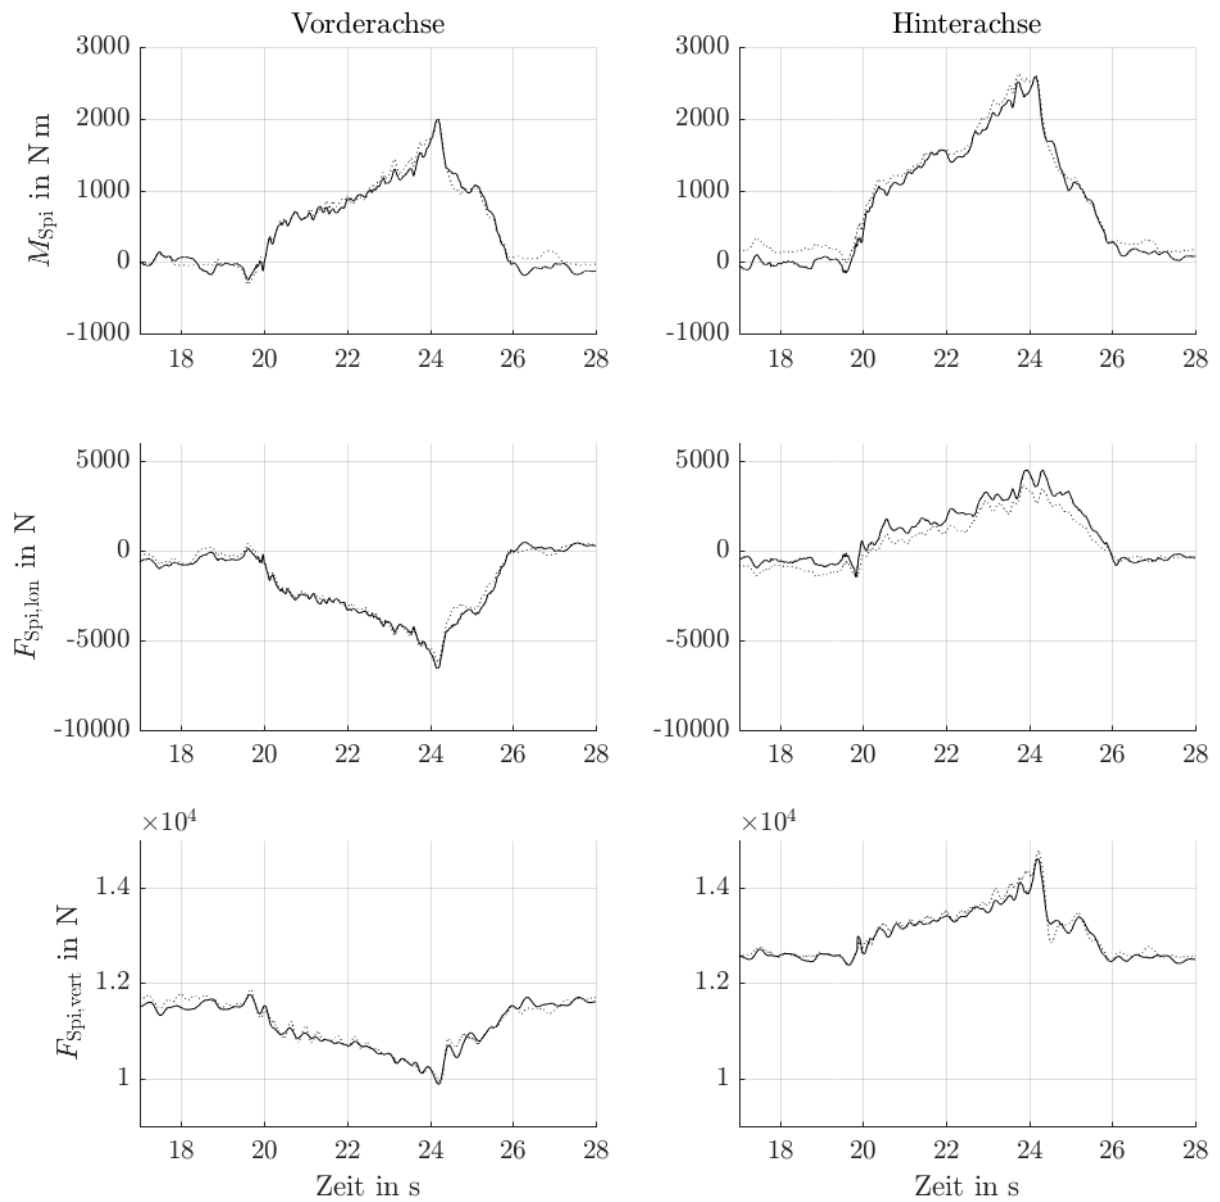 Vorderachse Hinterachse
3000 3000
2000 2000
1000 1000
0 0
-1000 -1000
M_Spi in N m
18 20 22 24 26 28 18 20 22 24 26 28
5000 5000
0 0
-5000 -5000
-10000 -10000
F_Spi,lon in N
18 20 22 24 26 28 18 20 22 24 26 28
×10⁴ ×10⁴
1.4 1.4
1.2 1.2
1 1
F_Spi,vert in N
18 20 22 24 26 28 18 20 22 24 26 28
Zeit in s Zeit in s